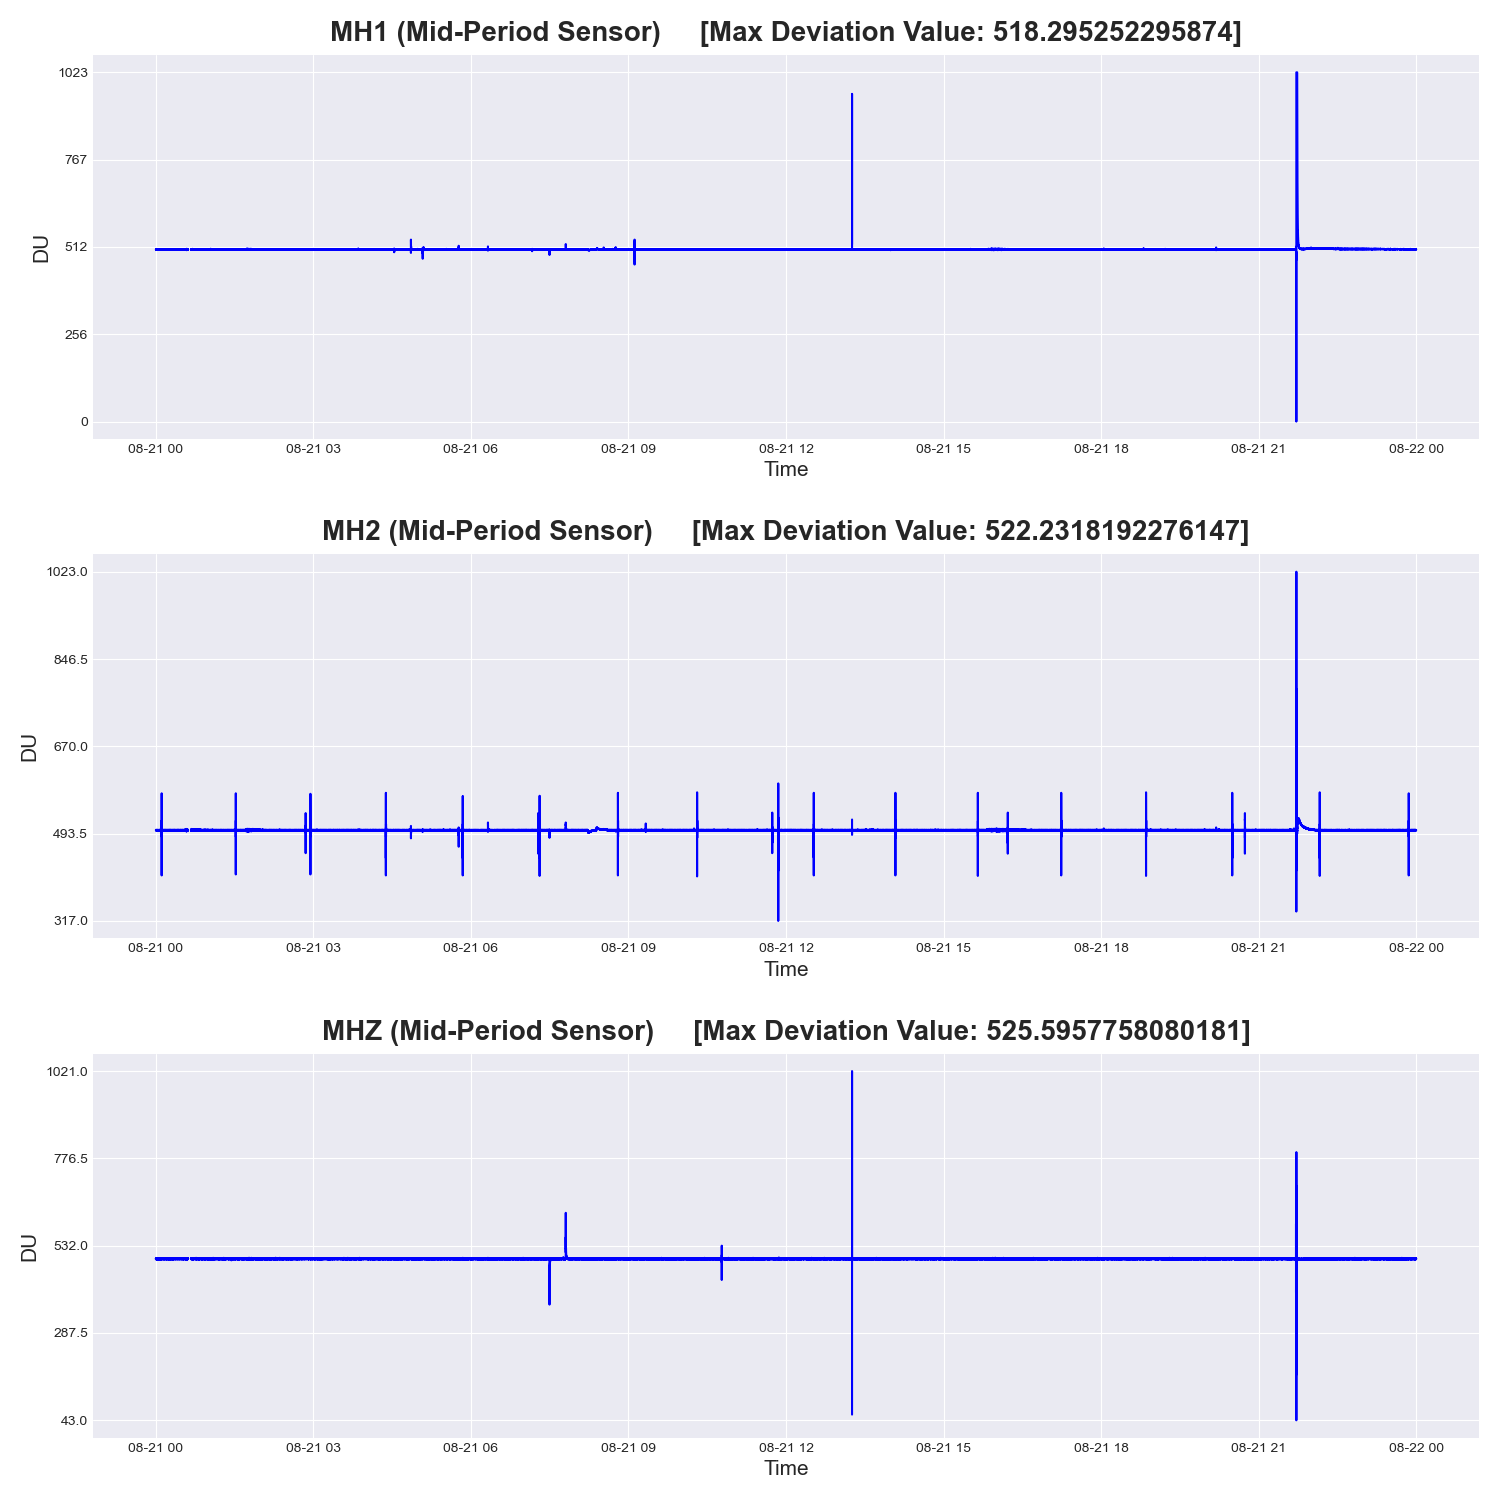 MH1 (Mid-Period Sensor) [Max Deviation Value: 518.295252295874]
1023
767
512
256
0
DU
08-21 00 08-21 03 08-21 06 08-21 09 08-21 12 08-21 15 08-21 18 08-21 21 08-22 00
Time
MH2 (Mid-Period Sensor) [Max Deviation Value: 522.2318192276147]
1023.0
846.5
670.0
493.5
317.0
DU
08-21 00 08-21 03 08-21 06 08-21 09 08-21 12 08-21 15 08-21 18 08-21 21 08-22 00
Time
MHZ (Mid-Period Sensor) [Max Deviation Value: 525.5957758080181]
1021.0
776.5
532.0
287.5
43.0
DU
08-21 00 08-21 03 08-21 06 08-21 09 08-21 12 08-21 15 08-21 18 08-21 21 08-22 00
Time